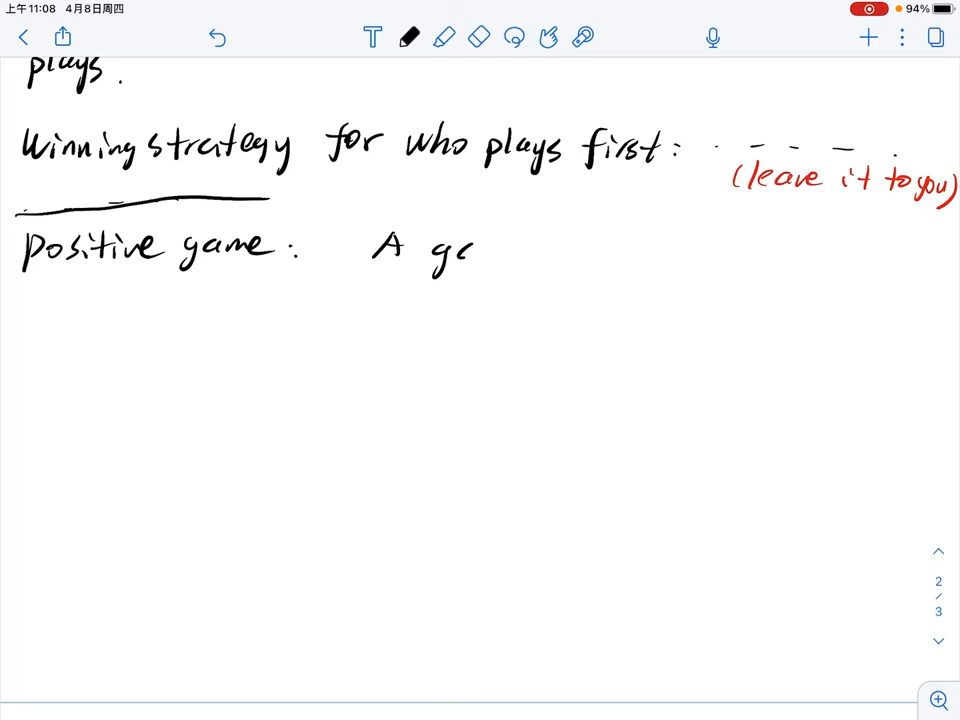 上午11:08 4月8日周四 94%
plays.
Winning strategy for who plays first: . - - - .
(leave it to you)
positive game: A ga
2
/
3